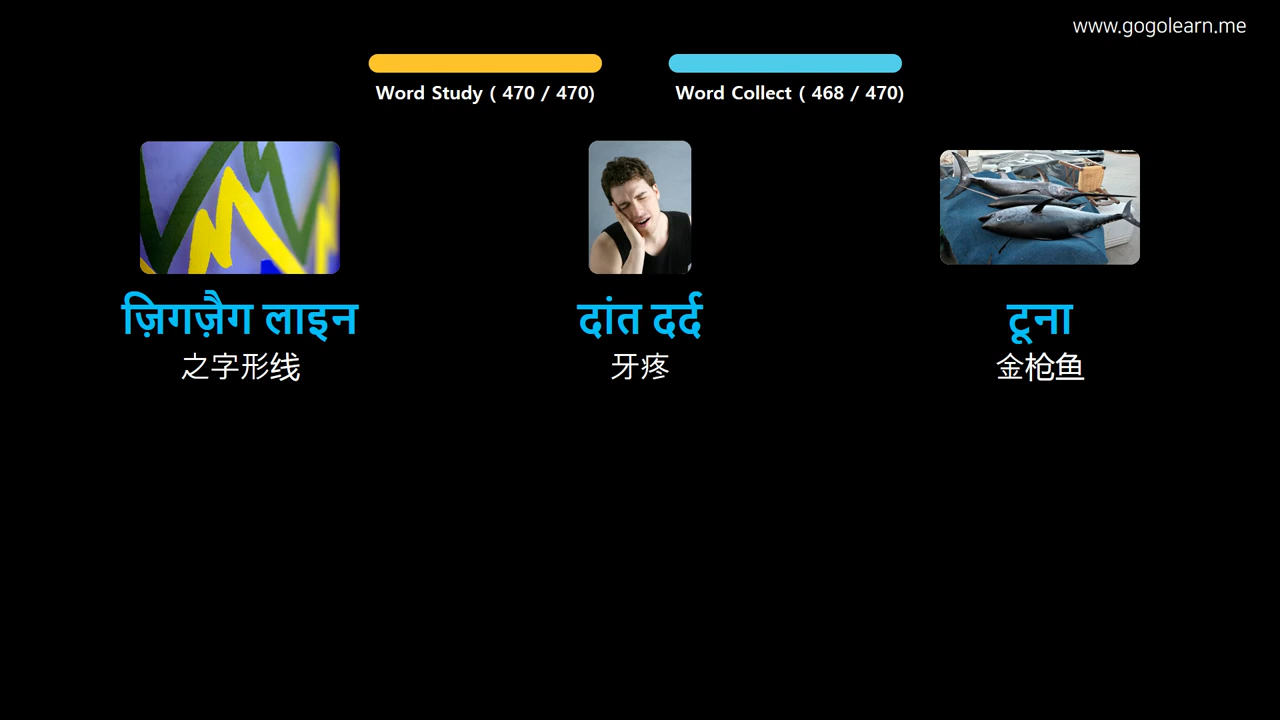 www.gogolearn.me
Word Study ( 470 / 470)
Word Collect ( 468 / 470)
ज़िगज़ैग लाइन
之字形线
दांत दर्द
牙疼
टूना
金枪鱼